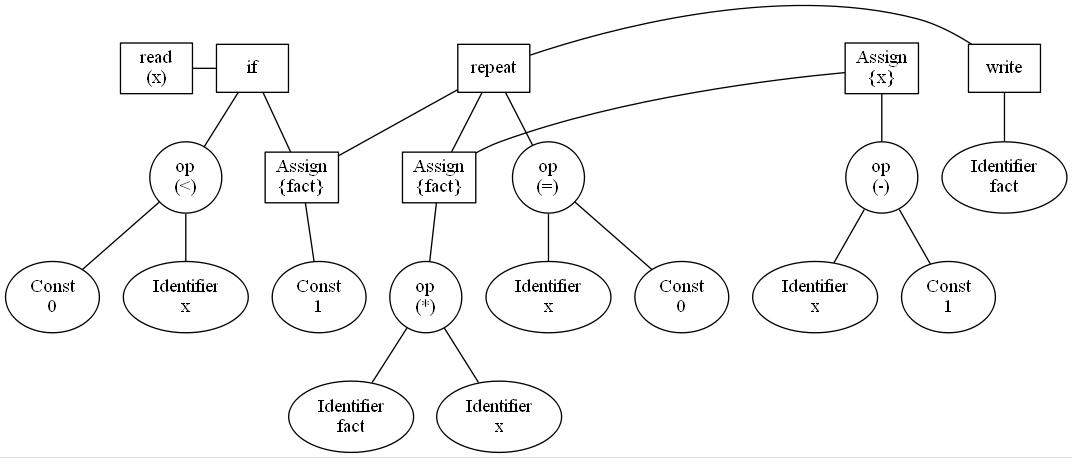 read
(x)
if
repeat
Assign
{x}
write
op
(<)
Assign
{fact}
Assign
{fact}
op
(=)
op
(-)
Identifier
fact
Const
0
Identifier
x
Const
1
op
(*)
Identifier
x
Const
0
Identifier
x
Const
1
Identifier
fact
Identifier
x